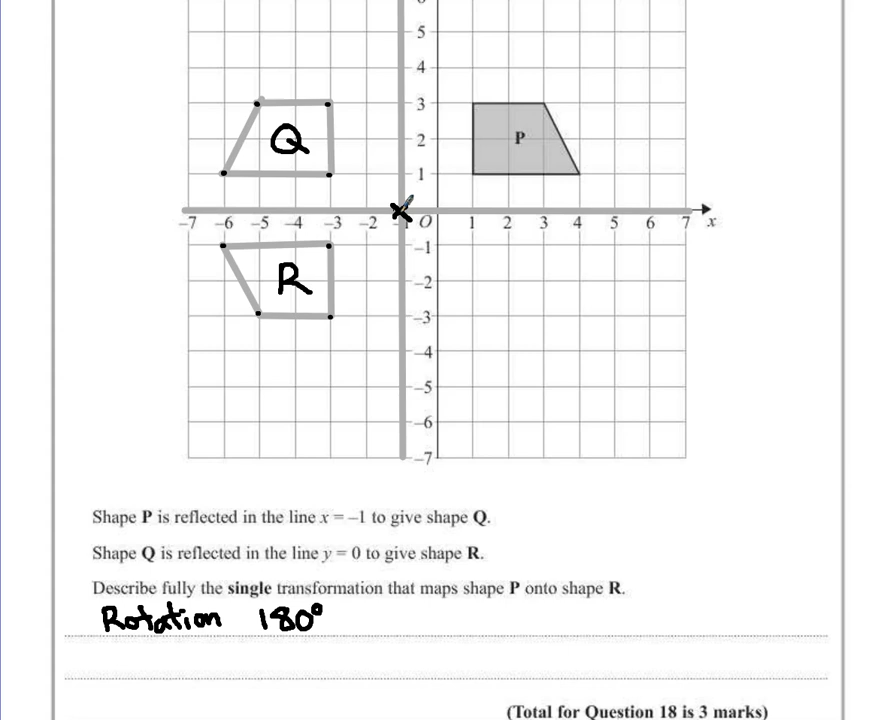 5
4
3
2
1
Q
P
-7 -6 -5 -4 -3 -2 O 1 2 3 4 5 6 7 x
-1
R
-2
-3
-4
-5
-6
-7
Shape P is reflected in the line x = –1 to give shape Q.
Shape Q is reflected in the line y = 0 to give shape R.
Describe fully the single transformation that maps shape P onto shape R.
Rotation 180°
(Total for Question 18 is 3 marks)